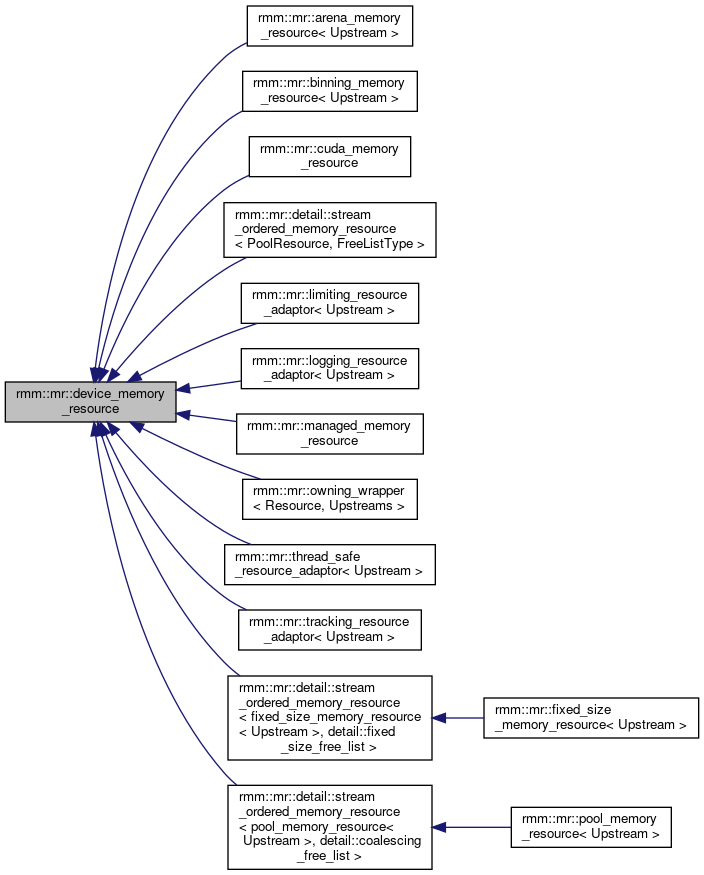 rmm::mr::arena_memory
_resource< Upstream >
rmm::mr::binning_memory
_resource< Upstream >
rmm::mr::cuda_memory
_resource
rmm::mr::detail::stream
_ordered_memory_resource
< PoolResource, FreeListType >
rmm::mr::limiting_resource
_adaptor< Upstream >
rmm::mr::logging_resource
_adaptor< Upstream >
rmm::mr::device_memory
_resource
rmm::mr::managed_memory
_resource
rmm::mr::owning_wrapper
< Resource, Upstreams >
rmm::mr::thread_safe
_resource_adaptor< Upstream >
rmm::mr::tracking_resource
_adaptor< Upstream >
rmm::mr::detail::stream
_ordered_memory_resource
< fixed_size_memory_resource
< Upstream >, detail::fixed
_size_free_list >
rmm::mr::fixed_size
_memory_resource< Upstream >
rmm::mr::detail::stream
_ordered_memory_resource
< pool_memory_resource<
Upstream >, detail::coalescing
_free_list >
rmm::mr::pool_memory
_resource< Upstream >